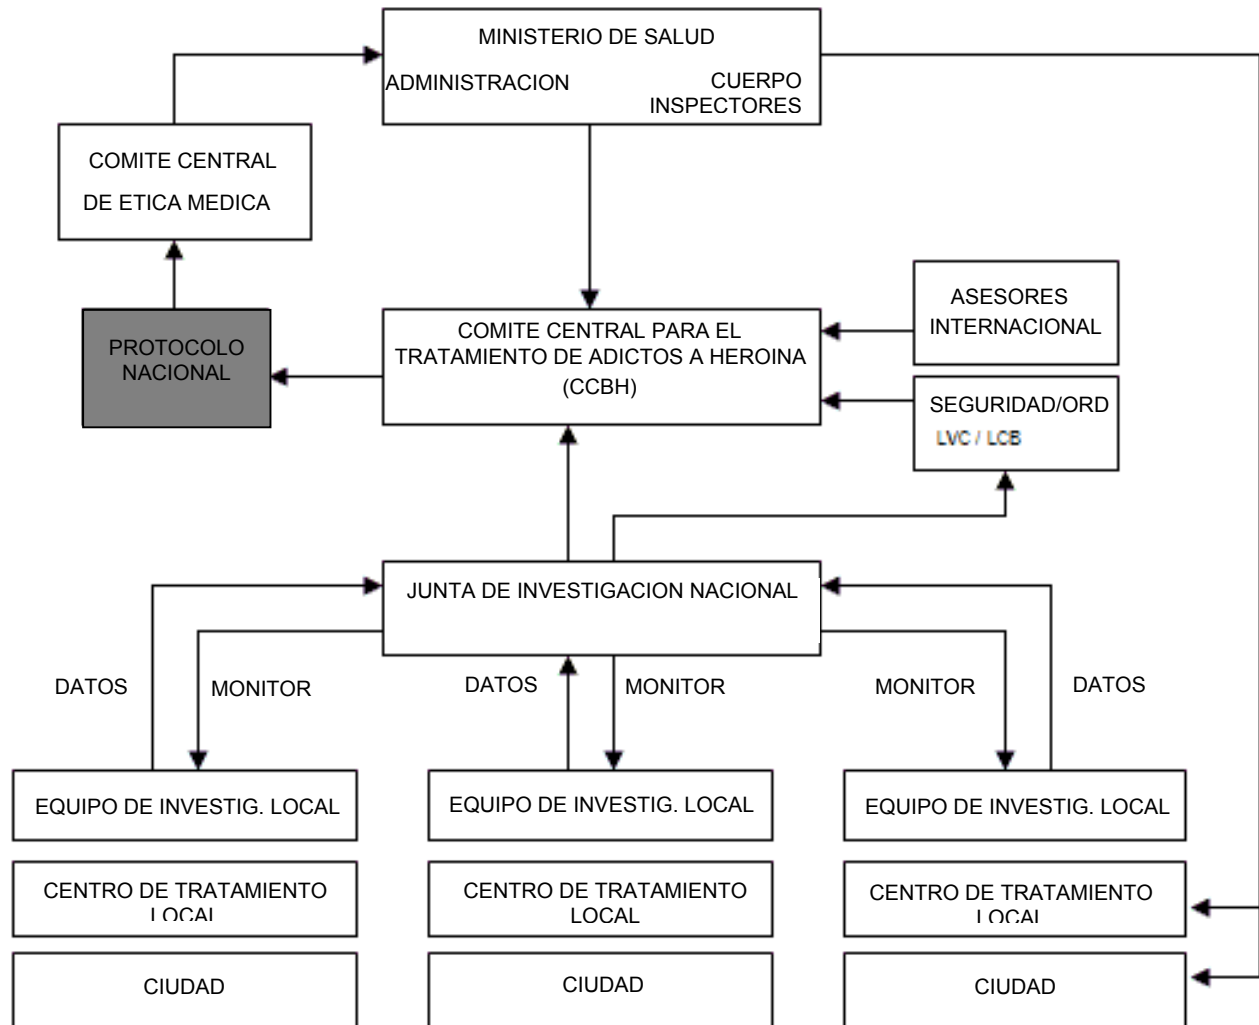 MINISTERIO DE SALUD
ADMINISTRACION
CUERPO
INSPECTORES
COMITE CENTRAL
DE ETICA MEDICA
PROTOCOLO
NACIONAL
COMITE CENTRAL PARA EL
TRATAMIENTO DE ADICTOS A HEROINA
(CCBH)
ASESORES
INTERNACIONAL
SEGURIDAD/ORD
LVC / LCB
JUNTA DE INVESTIGACION NACIONAL
DATOS
MONITOR
DATOS
MONITOR
MONITOR
DATOS
EQUIPO DE INVESTIG. LOCAL
EQUIPO DE INVESTIG. LOCAL
EQUIPO DE INVESTIG. LOCAL
CENTRO DE TRATAMIENTO
LOCAL
CENTRO DE TRATAMIENTO
LOCAL
CENTRO DE TRATAMIENTO
LOCAL
CIUDAD
CIUDAD
CIUDAD